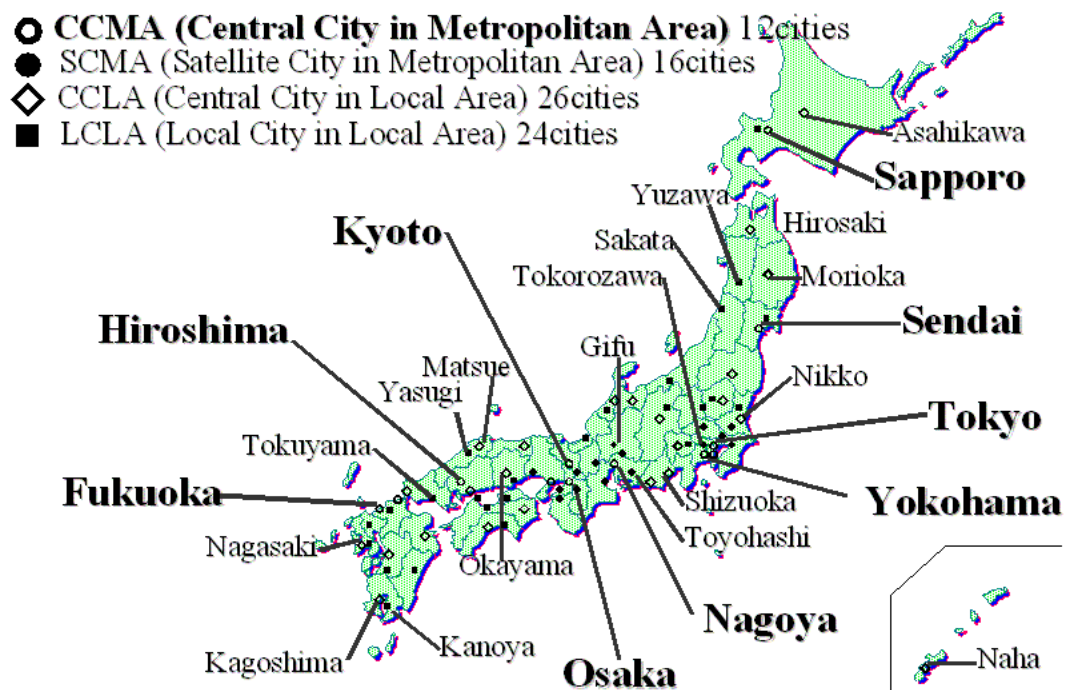 CCMA (Central City in Metropolitan Area) 12cities
SCMA (Satellite City in Metropolitan Area) 16cities
CCLA (Central City in Local Area) 26cities
LCLA (Local City in Local Area) 24cities
Asahikawa
Sapporo
Yuzawa
Hirosaki
Kyoto
Sakata
Tokorozawa
Morioka
Hiroshima
Sendai
Gifu
Matsue
Nikko
Yasugi
Tokyo
Tokuyama
Fukuoka
Shizuoka
Yokohama
Toyohashi
Nagasaki
Okayama
Nagoya
Kanoya
Kagoshima
Osaka
Naha